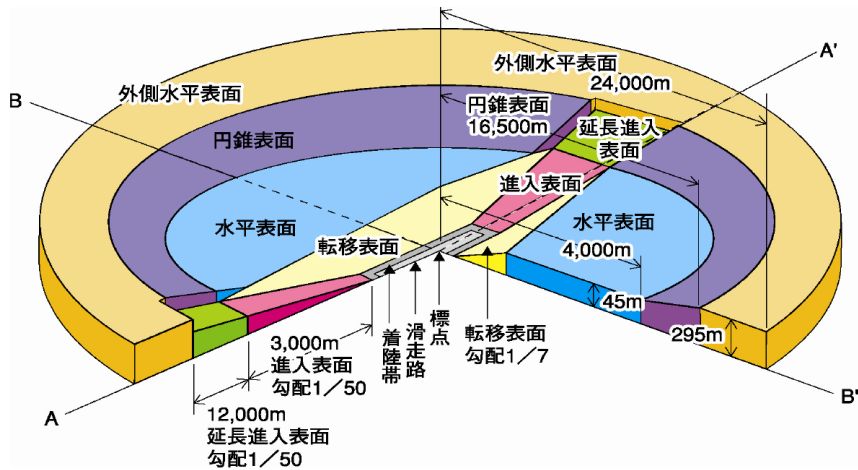 外側水平表面
24,000m
A'
B
外側水平表面
円錐表面
16,500m
延長進入
表面
円錐表面
進入表面
水平表面
水平表面
転移表面
4,000m
45m
295m
標点
滑走路
着陸帯
転移表面
勾配1/7
3,000m
進入表面
勾配1/50
A
12,000m
延長進入表面
勾配1/50
B'